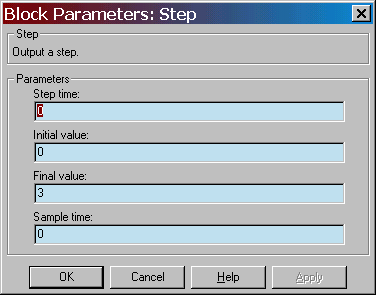 Block Parameters: Step
Step
Output a step.
Parameters
Step time:
0
Initial value:
0
Final value:
3
Sample time:
0
OK Cancel Help Apply